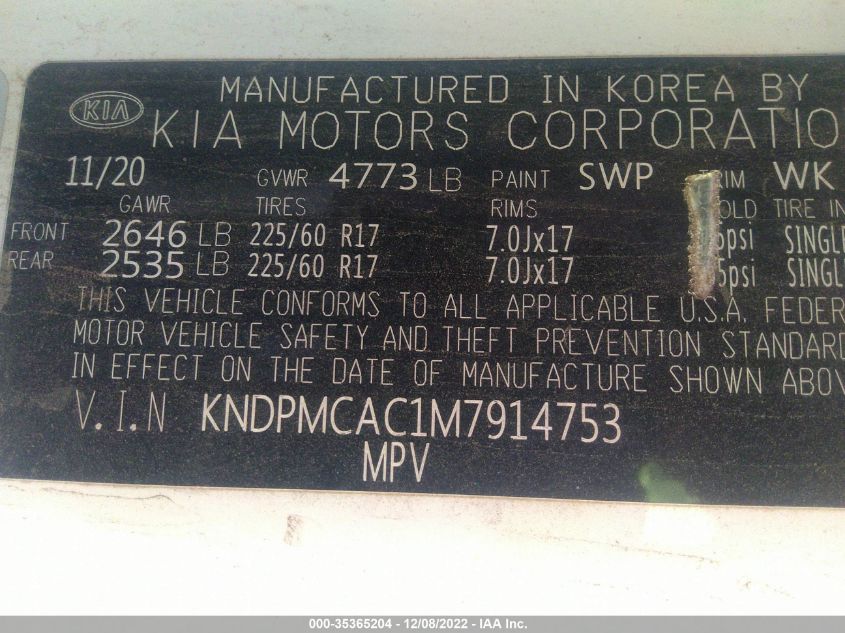 MANUFACTURED IN KOREA BY
KIA KIA MOTORS CORPORATIO
11/20 GVWR 4773 LB PAINT SWP TRIM WK
GAWR TIRES RIMS OLD TIRE IN
FRONT 2646 LB 225/60 R17 7.0Jx17 5psi SINGL
REAR 2535 LB 225/60 R17 7.0Jx17 5psi SINGL
THIS VEHICLE CONFORMS TO ALL APPLICABLE U.S.A. FEDER
MOTOR VEHICLE SAFETY AND THEFT PREVENTION STANDARD
IN EFFECT ON THE DATE OF MANUFACTURE SHOWN ABOV
V.I.N KNDPMCAC1M7914753
MPV
000-35365204 - 12/08/2022 - IAA Inc.